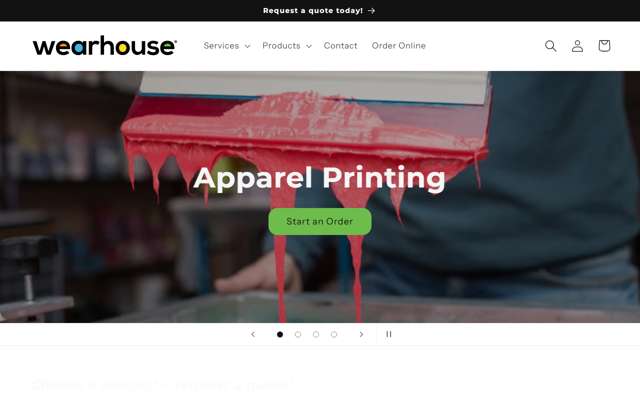 Request a quote today!
wearhouse
Services
Products
Contact
Order Online
Apparel Printing
Start an Order